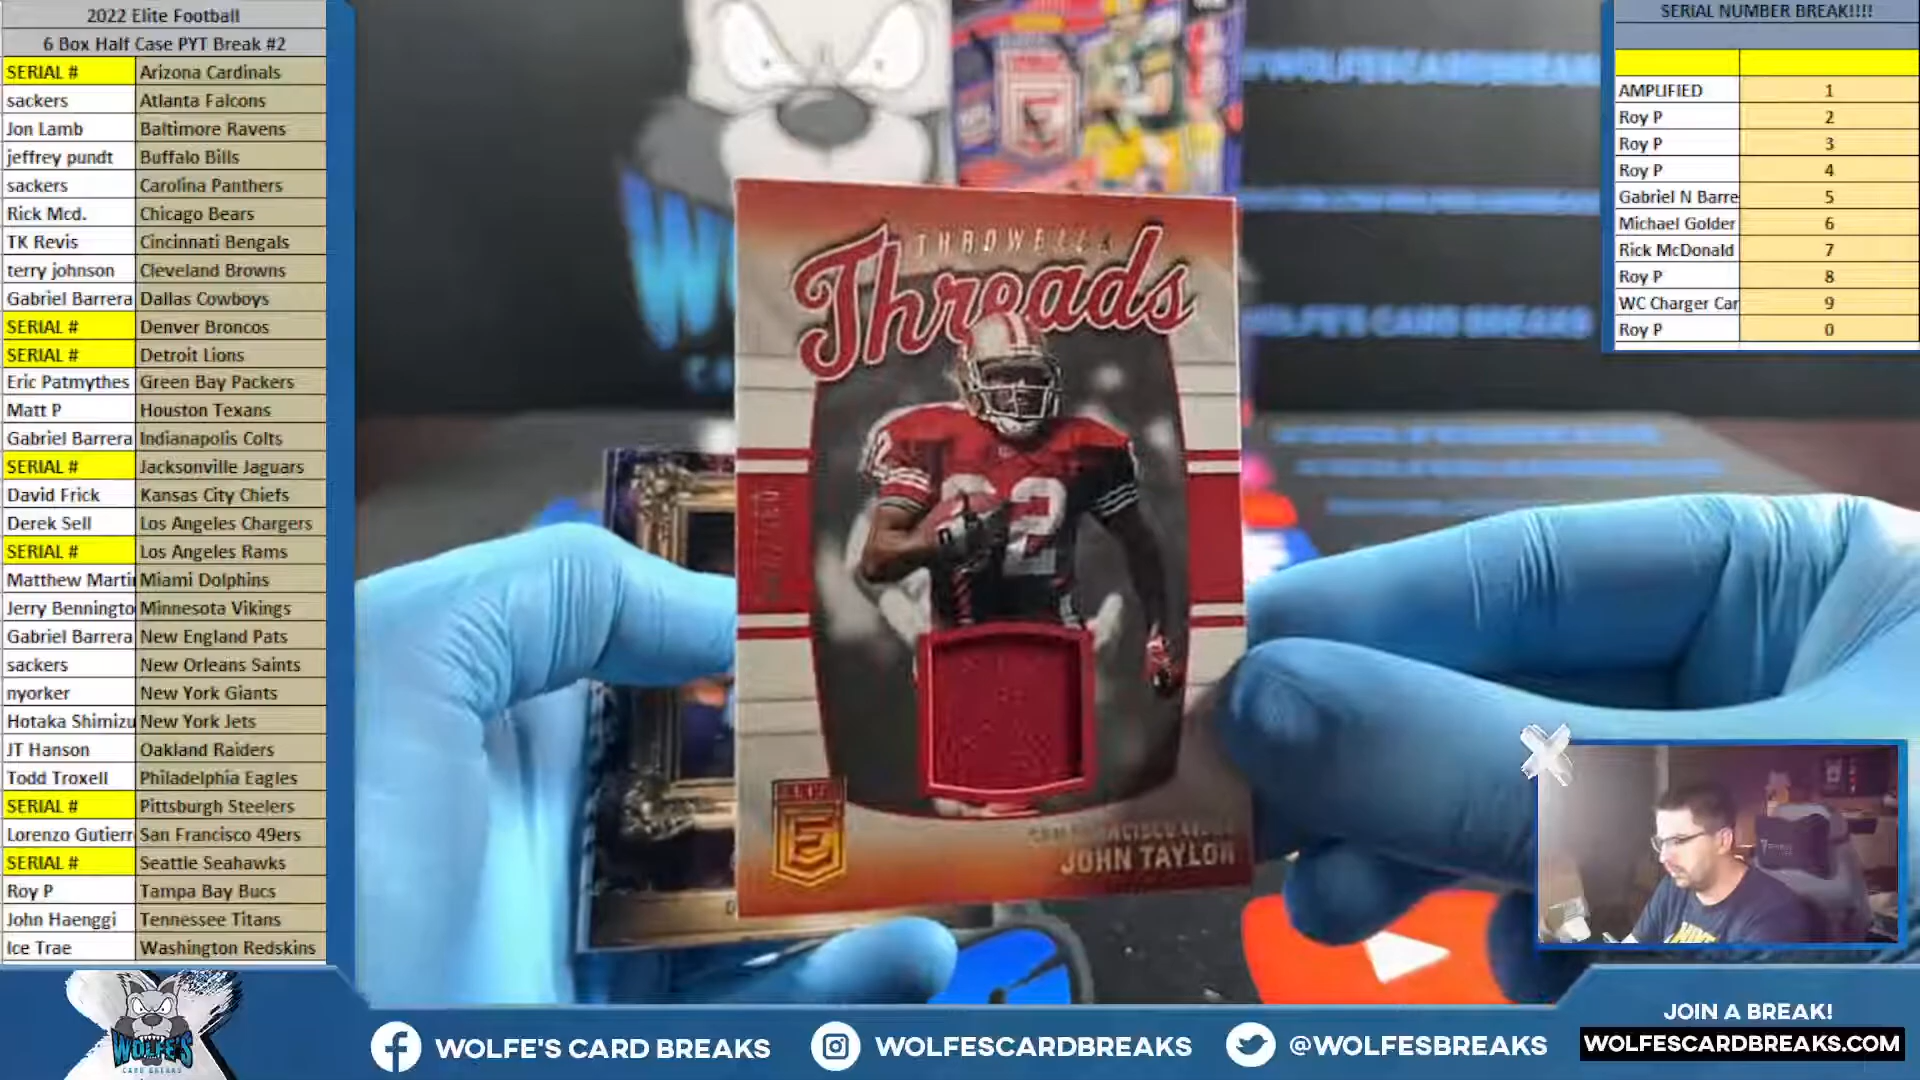 2022 Elite Football
6 Box Half Case PYT Break #2
SERIAL # Arizona Cardinals
sackers Atlanta Falcons
Jon Lamb Baltimore Ravens
jeffrey pundt Buffalo Bills
sackers Carolina Panthers
Rick Mcd. Chicago Bears
TK Revis Cincinnati Bengals
terry johnson Cleveland Browns
Gabriel Barrera Dallas Cowboys
SERIAL # Denver Broncos
SERIAL # Detroit Lions
Eric Patmythes Green Bay Packers
Matt P Houston Texans
Gabriel Barrera Indianapolis Colts
SERIAL # Jacksonville Jaguars
David Frick Kansas City Chiefs
Derek Sell Los Angeles Chargers
SERIAL # Los Angeles Rams
Matthew Marti Miami Dolphins
Jerry Benningto Minnesota Vikings
Gabriel Barrera New England Pats
sackers New Orleans Saints
nyorker New York Giants
Hotaka Shimizu New York Jets
JT Hanson Oakland Raiders
Todd Troxell Philadelphia Eagles
SERIAL # Pittsburgh Steelers
Lorenzo Gutierr San Francisco 49ers
SERIAL # Seattle Seahawks
Roy P Tampa Bay Bucs
John Haenggi Tennessee Titans
Ice Trae Washington Redskins
SERIAL NUMBER BREAK!!!!
AMPLIFIED 1
Roy P 2
Roy P 3
Roy P 4
Gabriel N Barre 5
Michael Golder 6
Rick McDonald 7
Roy P 8
WC Charger Car 9
Roy P 0
#WOLFESCARDBREAKS
WOLFE'S CARD BREAKS
THROWBACK
Threads
82
E
JOHN TAYLOR
WOLFE'S
CARD BREAKS
WOLFE'S CARD BREAKS
WOLFESCARDBREAKS
@WOLFESBREAKS
JOIN A BREAK!
WOLFESCARDBREAKS.COM